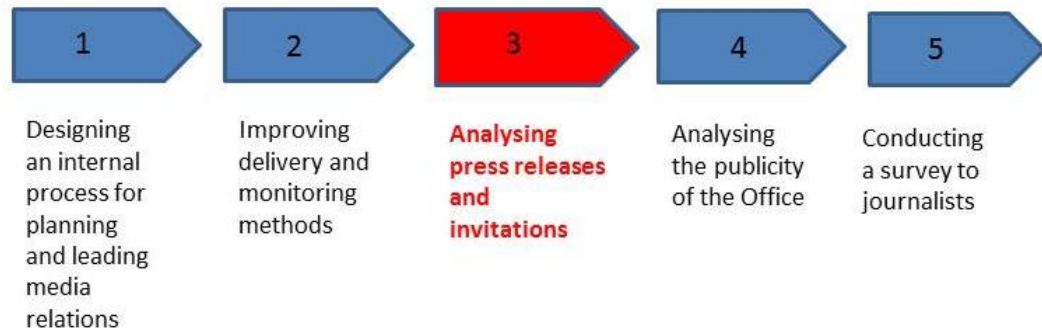 1
2
3
4
5
Designing
an internal
process for
planning
and leading
media
relations
Improving
delivery and
monitoring
methods
Analysing
press releases
and
invitations
Analysing
the publicity
of the Office
Conducting
a survey to
journalists